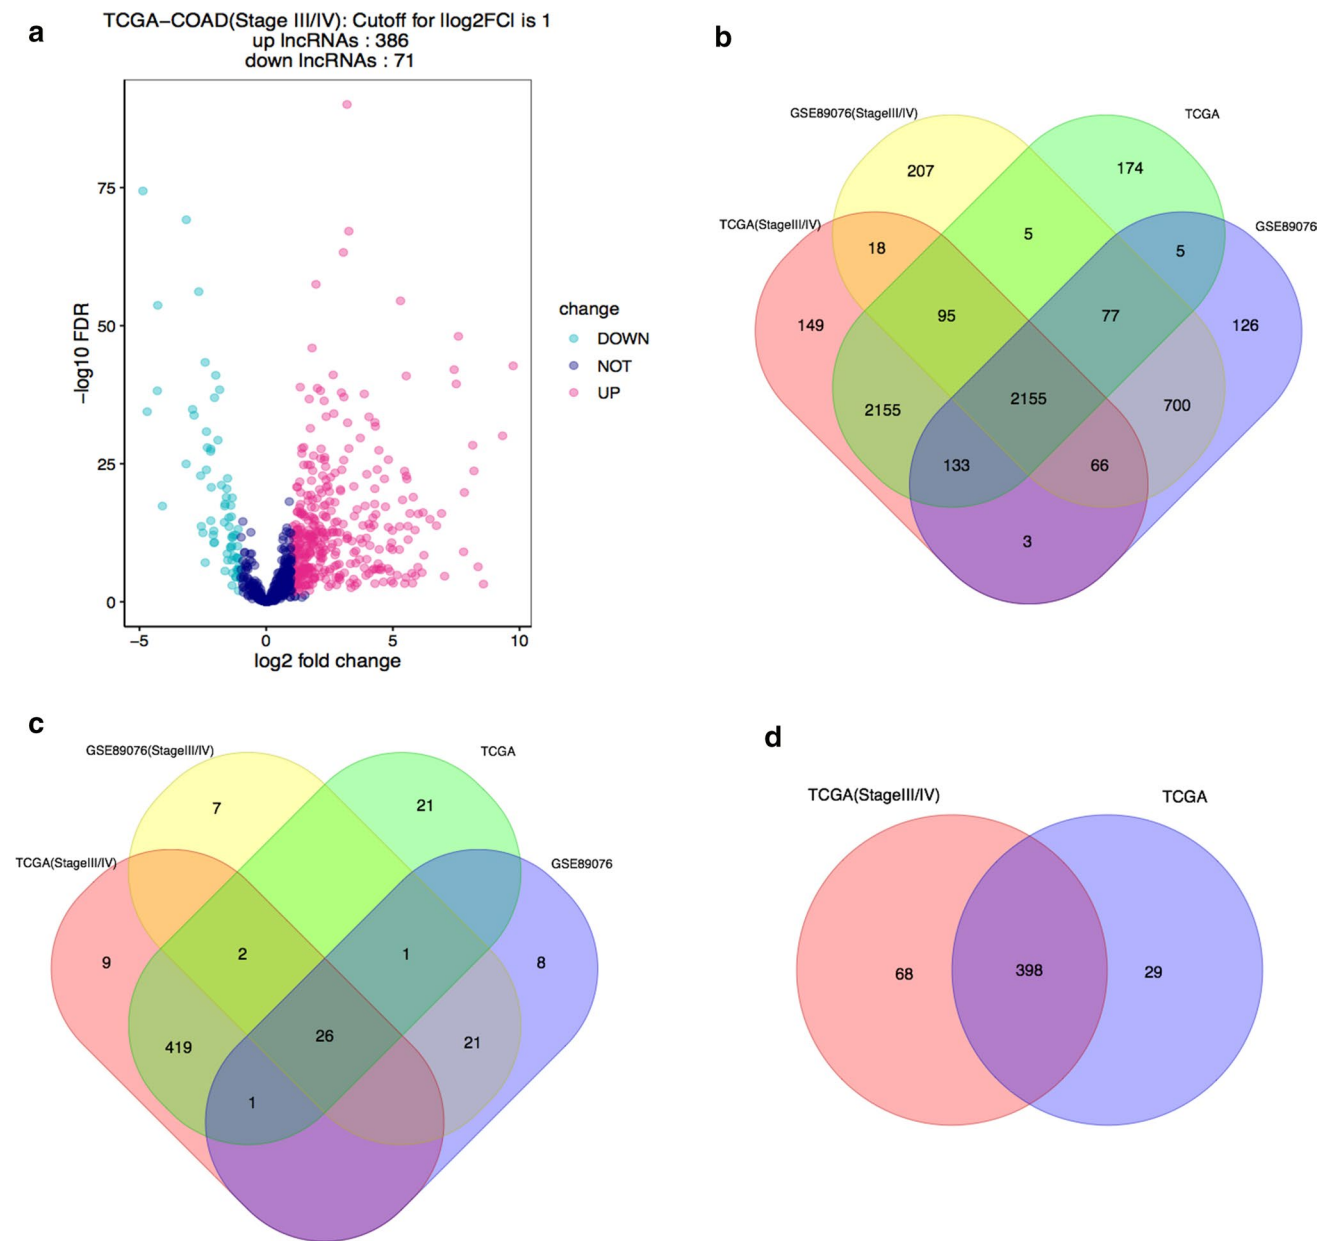 a
TCGA−COAD(Stage III/IV): Cutoff for |log2FC| is 1
up lncRNAs : 386
down lncRNAs : 71
−log10 FDR
75
50
25
0
−5 0 5 10
log2 fold change
change
DOWN
NOT
UP
b
GSE89076(StageIII/IV)
TCGA
TCGA(StageIII/IV)
GSE89076
207
174
18
5
5
149
95
77
126
2155
2155
700
133
66
3
c
GSE89076(StageIII/IV)
TCGA
TCGA(StageIII/IV)
GSE89076
7
21
9
2
1
8
419
26
21
1
d
TCGA(StageIII/IV)
TCGA
68
398
29